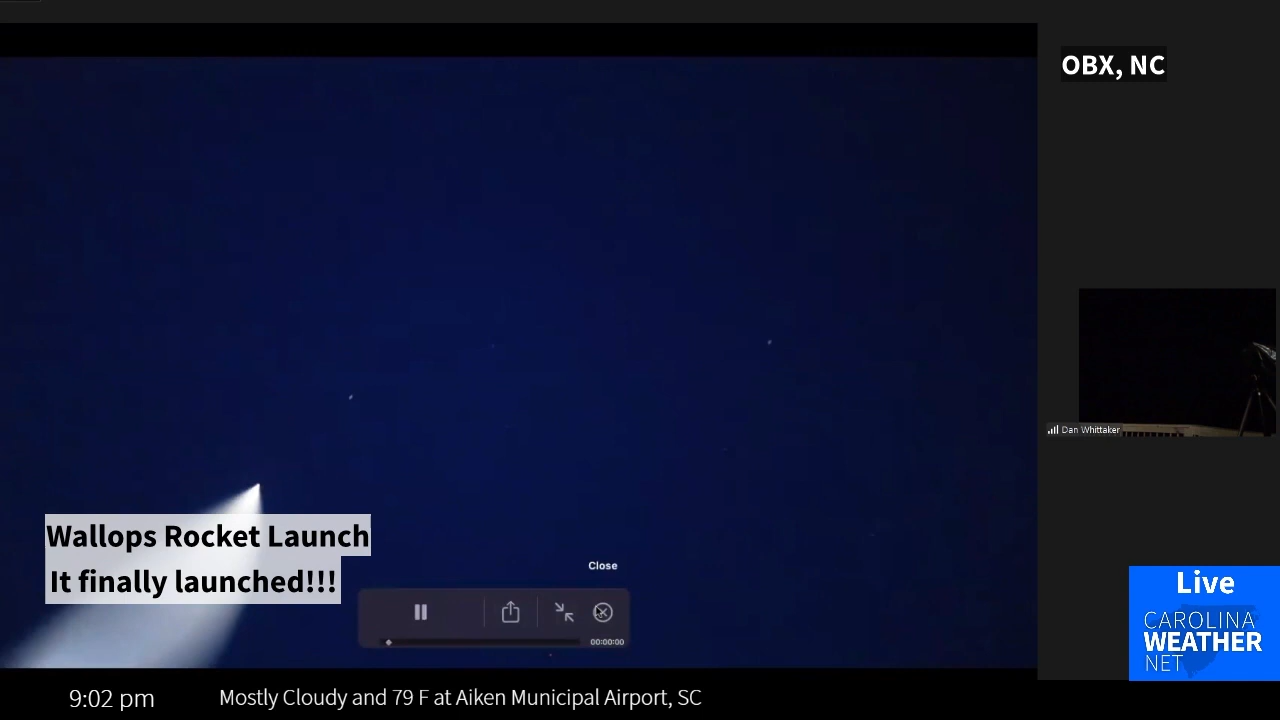 OBX, NC
Dan Whittaker
Wallops Rocket Launch
It finally launched!!!
Close
00:00:00
Live
CAROLINA
WEATHER
NET
9:02 pm
Mostly Cloudy and 79 F at Aiken Municipal Airport, SC